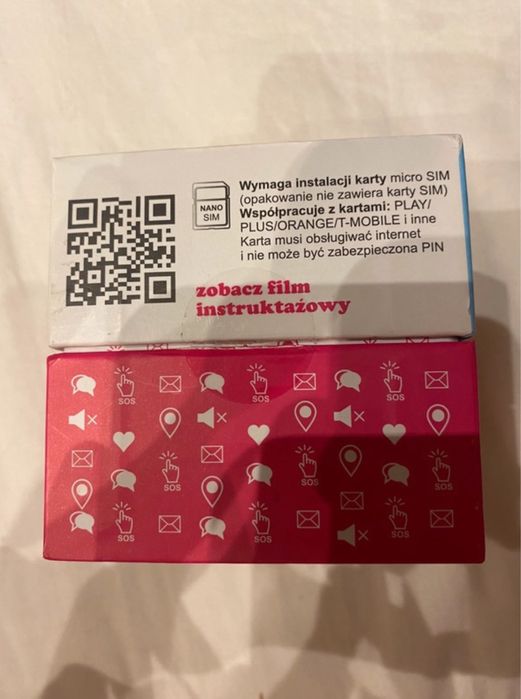 Wymaga instalacji karty micro SIM
(opakowanie nie zawiera karty SIM)
Współpracuje z kartami: PLAY/
PLUS/ORANGE/T-MOBILE i inne
Karta musi obsługiwać internet
i nie może być zabezpieczona PIN
NANO
SIM
zobacz film
instruktażowy
SOS
SOS
SOS
SOS
SOS
SOS
SOS
SOS
SOS